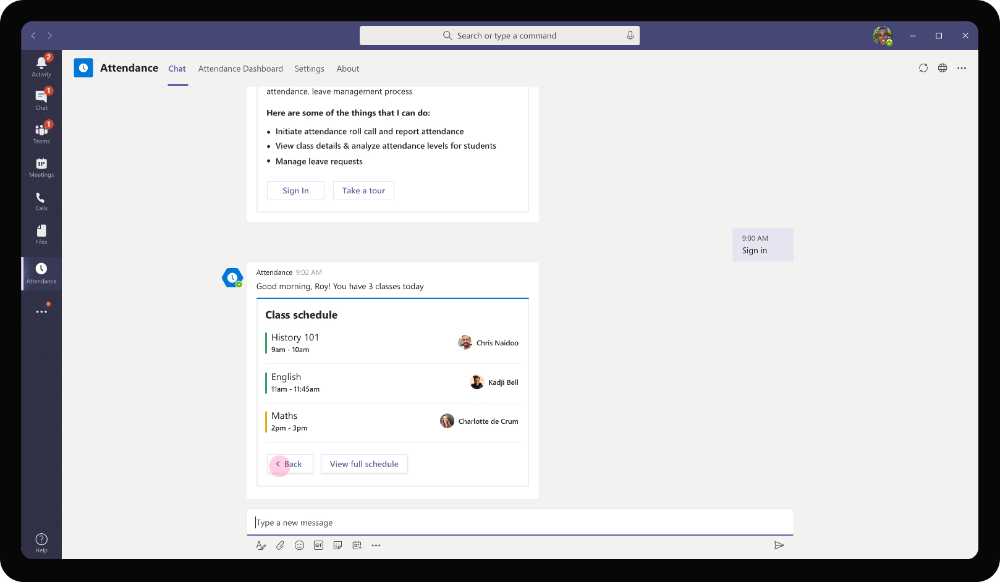 Search or type a command
2
Activity
1
Chat
1
Teams
Meetings
Calls
Files
Attendance
Help
Attendance Chat Attendance Dashboard Settings About
attendance, leave management process
Here are some of the things that I can do:
• Initiate attendance roll call and report attendance
• View class details & analyze attendance levels for students
• Manage leave requests
Sign In Take a tour
9:00 AM
Sign in
Attendance 9:02 AM
Good morning, Roy! You have 3 classes today
Class schedule
History 101
9am - 10am
Chris Naidoo
English
11am - 11:45am
Kadji Bell
Maths
2pm - 3pm
Charlotte de Crum
Back View full schedule
Type a new message
GIF